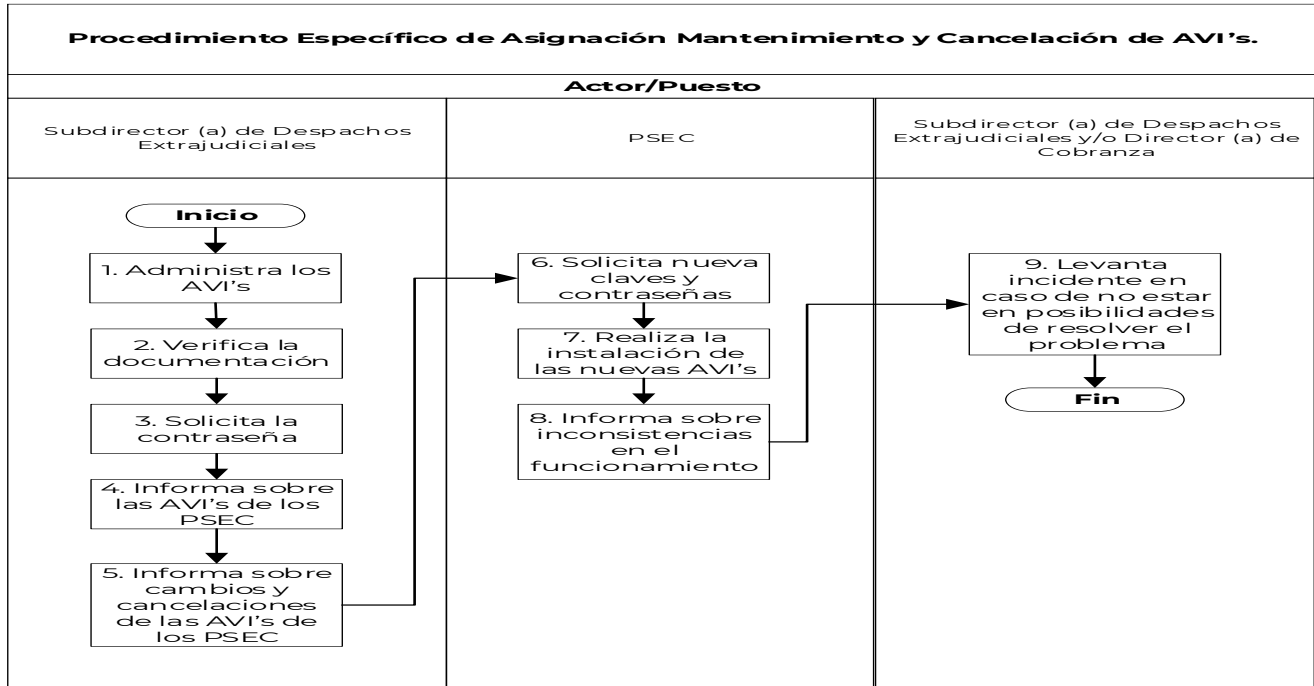 Procedimiento Específico de Asignación Mantenimiento y Cancelación de AVI's.
Actor/Puesto
Subdirector (a) de Despachos
Extrajudiciales
PSEC
Subdirector (a) de Despachos
Extrajudiciales y/o Director (a) de
Cobranza
Inicio
1. Administra los
AVI's
2. Verifica la
documentación
3. Solicita la
contraseña
4. Informa sobre
las AVI's de los
PSEC
5. Informa sobre
cambios y
cancelaciones
de las AVI's de
los PSEC
6. Solicita nueva
claves y
contraseñas
7. Realiza la
instalación de
las nuevas AVI's
8. Informa sobre
inconsistencias
en el
funcionamiento
9. Levanta
incidente en
caso de no estar
en posibilidades
de resolver el
problema
Fin